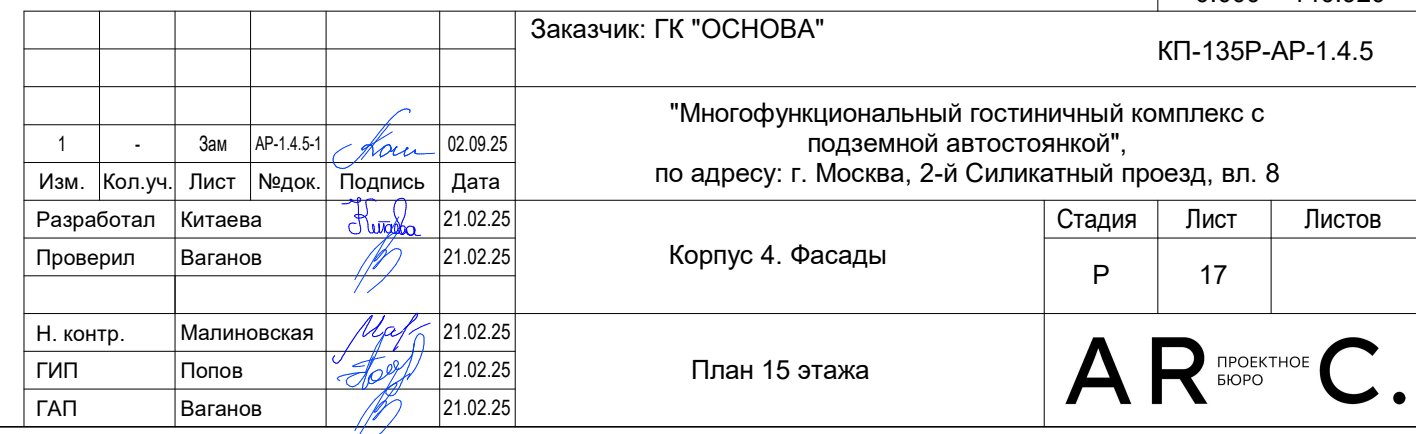 Заказчик: ГК "ОСНОВА"
КП-135Р-АР-1.4.5
"Многофункциональный гостиничный комплекс с
подземной автостоянкой",
по адресу: г. Москва, 2-й Силикатный проезд, вл. 8
1 - Зам АР-1.4.5-1 02.09.25
Изм. Кол.уч. Лист №док. Подпись Дата
Разработал Китаева Китаева 21.02.25
Проверил Ваганов 21.02.25
Н. контр. Малиновская 21.02.25
ГИП Попов 21.02.25
ГАП Ваганов 21.02.25
Корпус 4. Фасады
Стадия Лист Листов
Р 17
План 15 этажа
AR ПРОЕКТНОЕ БЮРО C.